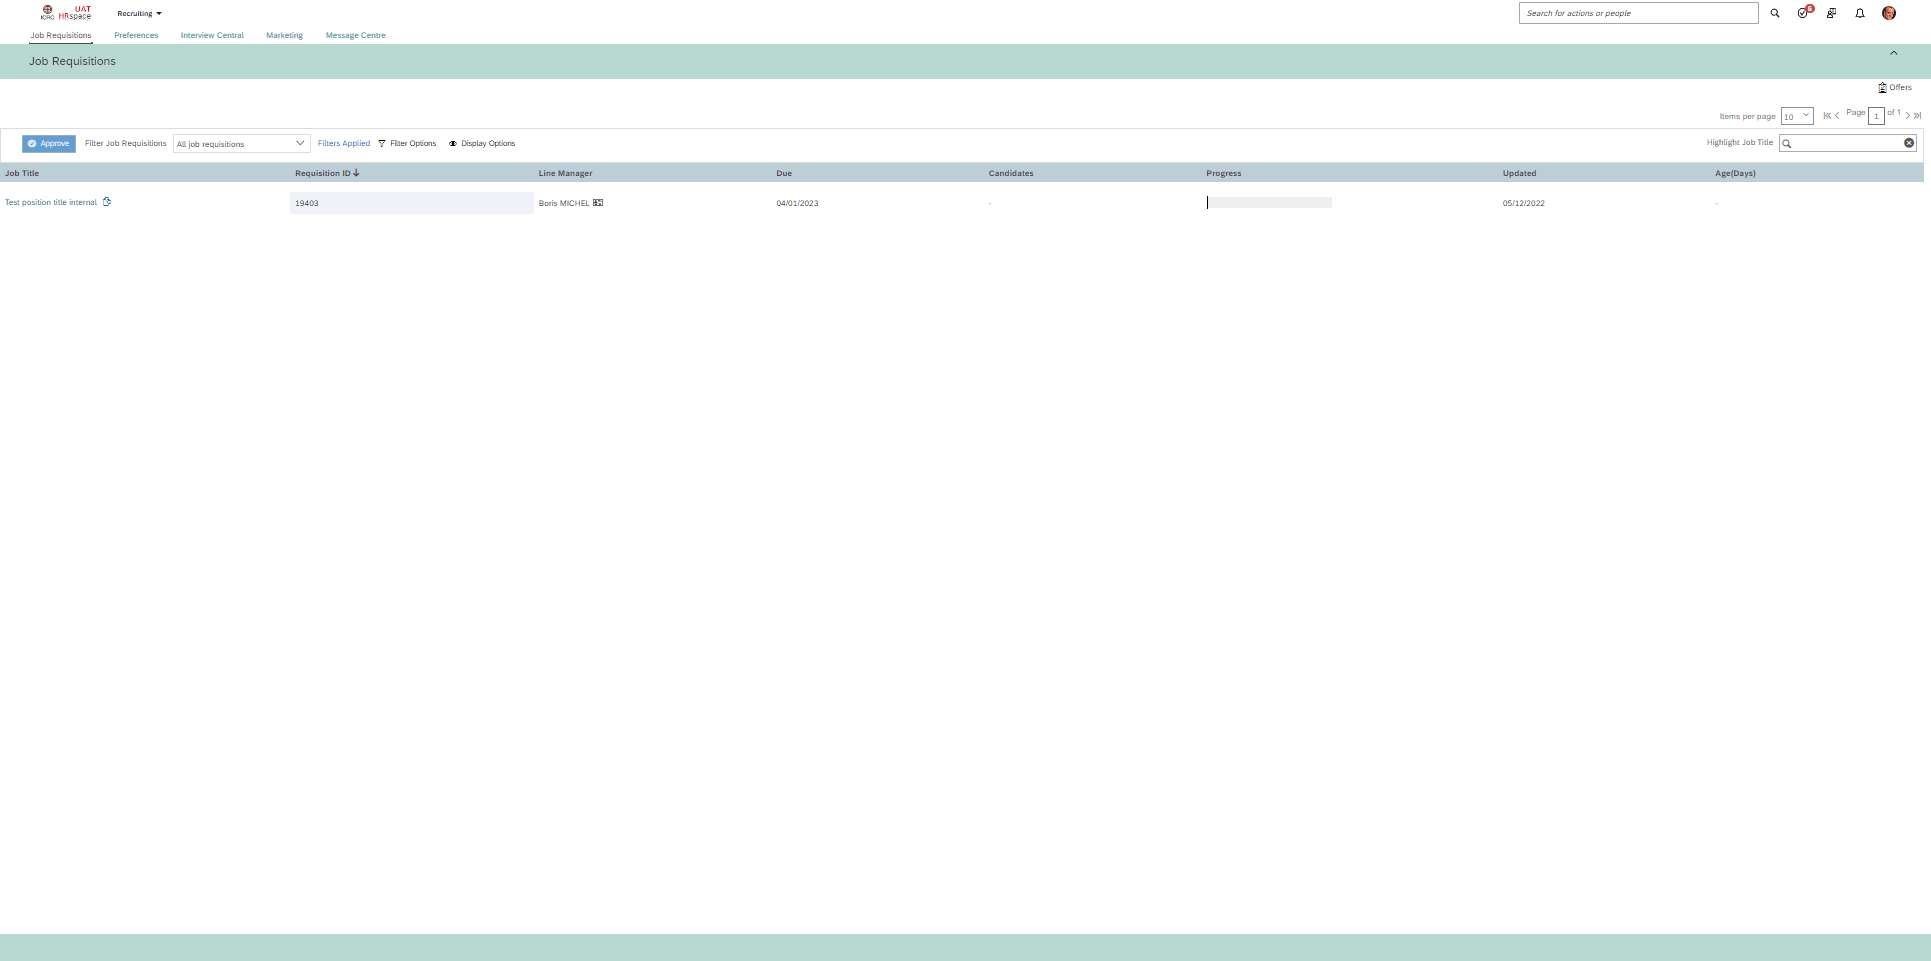 UAT
ICRC HRspace
Recruiting
Search for actions or people
6
Job Requisitions
Preferences
Interview Central
Marketing
Message Centre
Job Requisitions
Offers
Items per page 10 Page 1 of 1
Approve
Filter Job Requisitions All job requisitions Filters Applied Filter Options Display Options
Highlight Job Title
Job Title Requisition ID Line Manager Due Candidates Progress Updated Age(Days)
Test position title internal 19403 Boris MICHEL 04/01/2023 - 05/12/2022 -